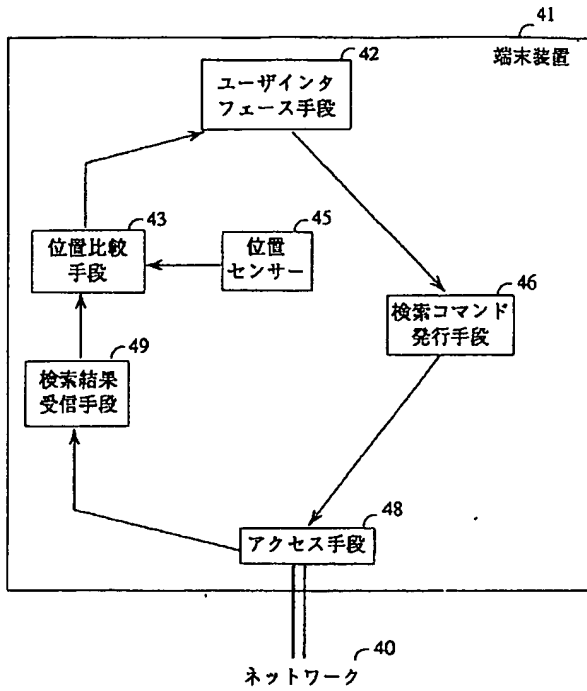 41
端末装置
42
ユーザインタ
フェース手段
43
位置比較
手段
45
位置
センサー
46
検索コマンド
発行手段
49
検索結果
受信手段
48
アクセス手段
40
ネットワーク